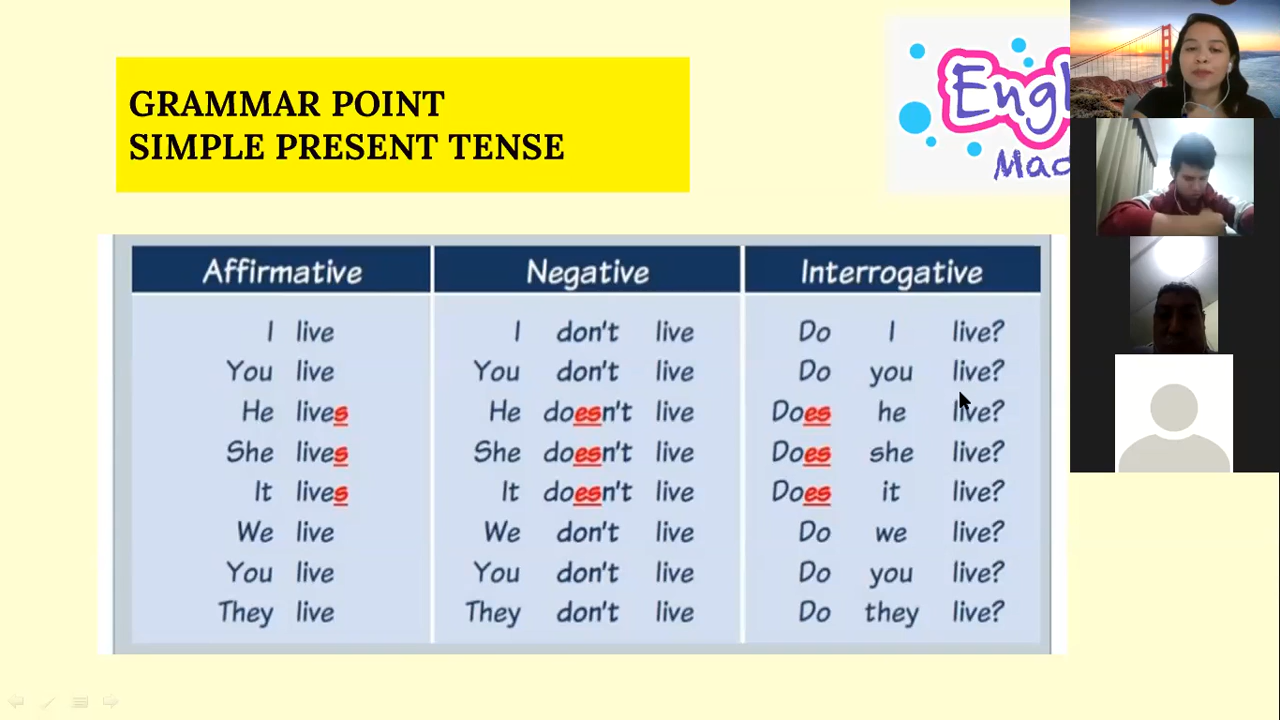 GRAMMAR POINT
SIMPLE PRESENT TENSE
Affirmative Negative Interrogative
I live I don't live Do I live?
You live You don't live Do you live?
He lives He doesn't live Does he live?
She lives She doesn't live Does she live?
It lives It doesn't live Does it live?
We live We don't live Do we live?
You live You don't live Do you live?
They live They don't live Do they live?